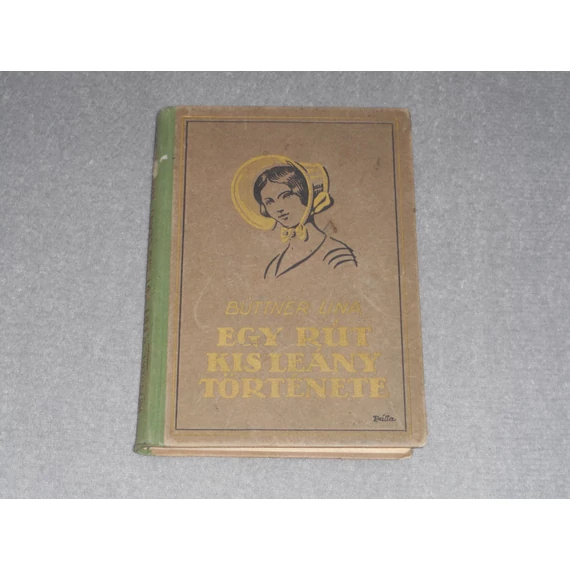 BÜTTNER LINA
EGY RÚT
KIS LEÁNY
TÖRTÉNETE